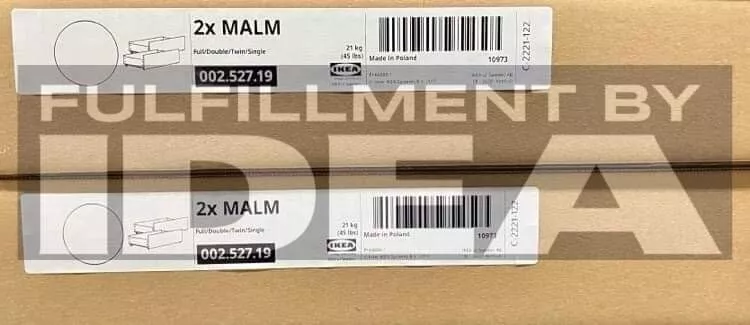 2x MALM
Full/Double/Twin/Single
002.527.19
21 kg
(45 lbs)
IKEA
Made in Poland 10973
C-2221-122
FULFILLMENT BY
IDEA
2x MALM
Full/Double/Twin/Single
002.527.19
21 kg
(45 lbs)
IKEA
Made in Poland 10973
C-2221-122